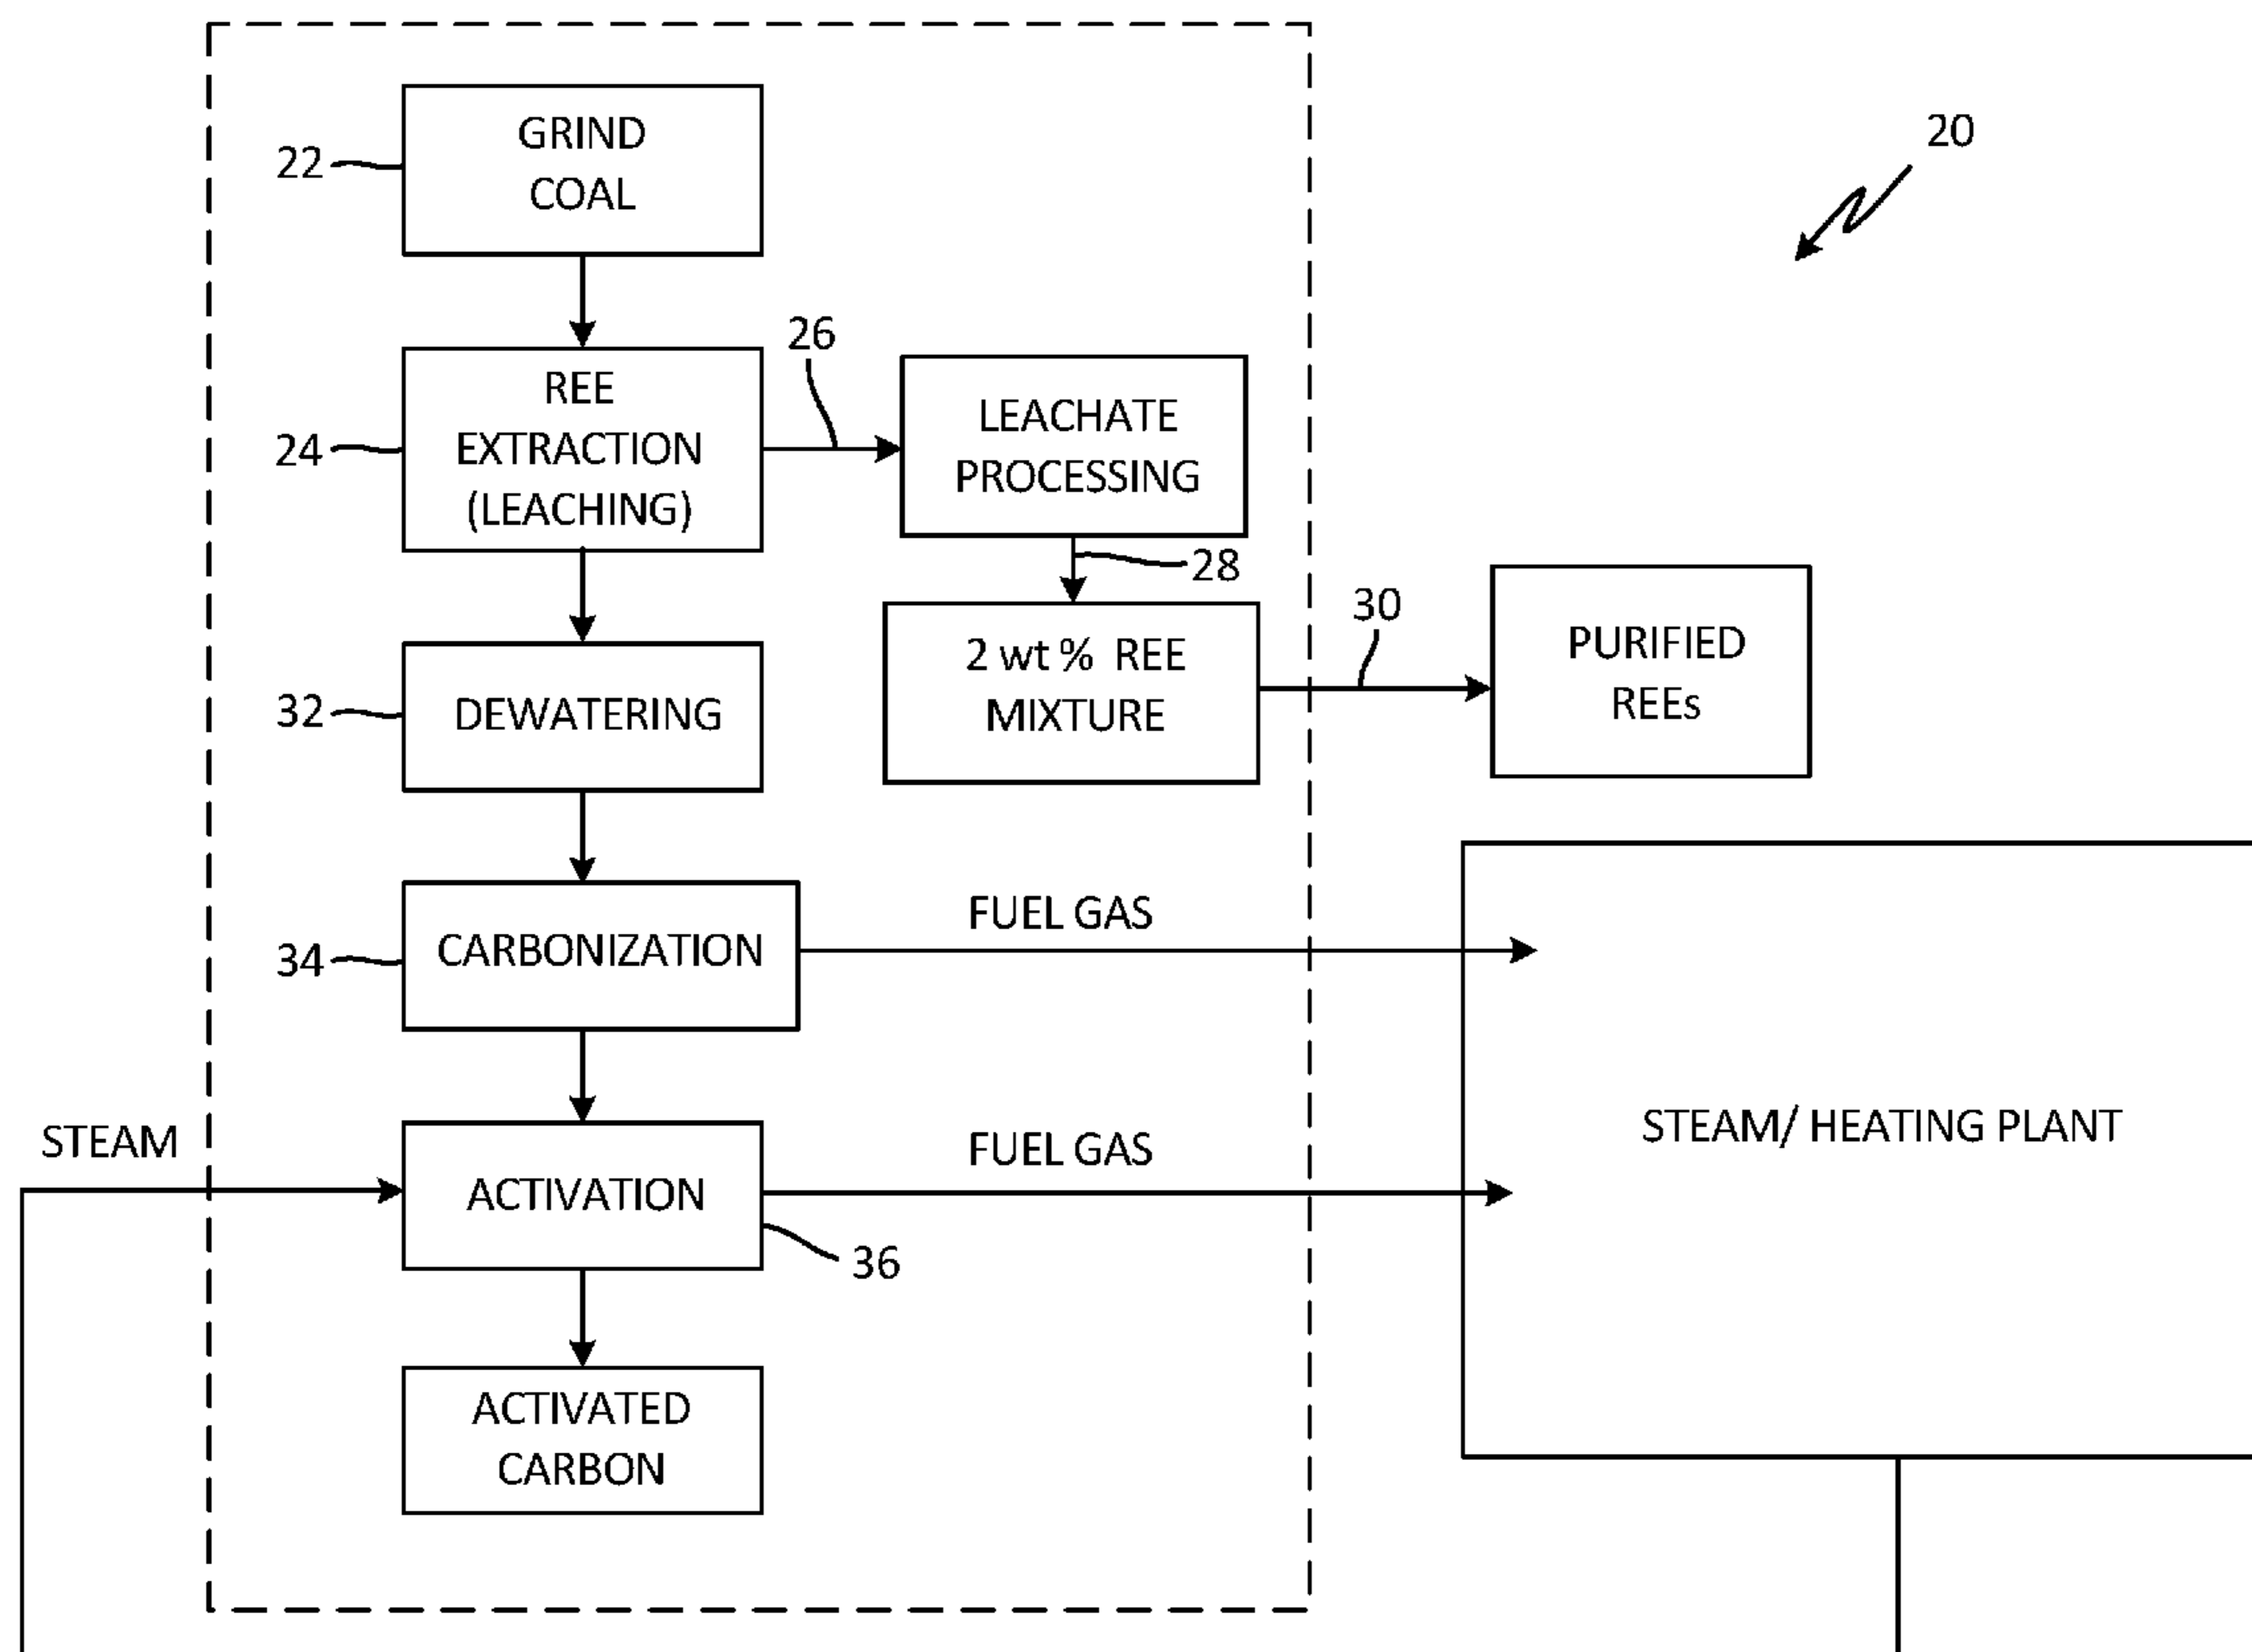 20
GRIND
COAL
22
26
REE
EXTRACTION
(LEACHING)
24
LEACHATE
PROCESSING
28
2 wt % REE
MIXTURE
30
PURIFIED
REEs
DEWATERING
32
CARBONIZATION
34
FUEL GAS
STEAM/ HEATING PLANT
STEAM
ACTIVATION
FUEL GAS
36
ACTIVATED
CARBON